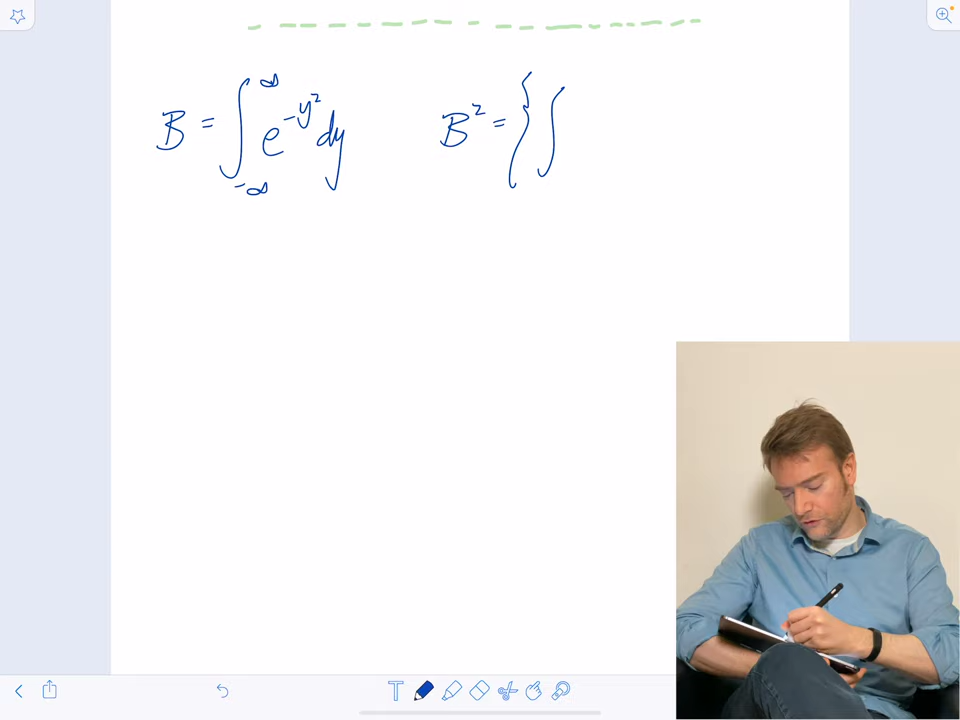 B = ∫_{-∞}^{∞} e^{-y²} dy    B² = { ∫
T